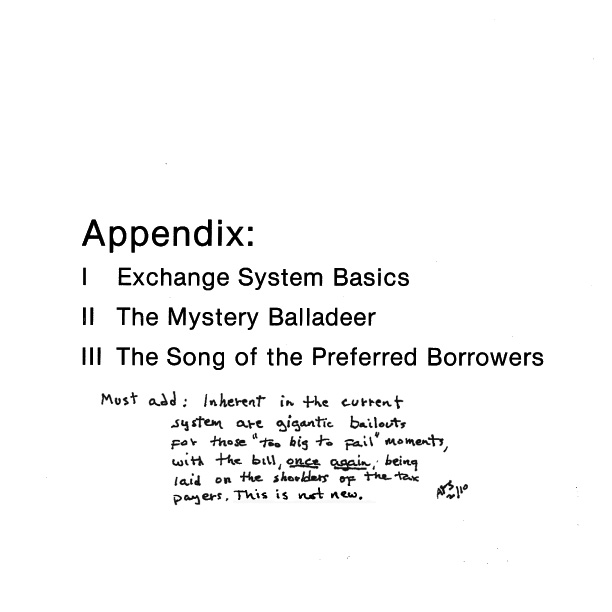 Appendix:
I Exchange System Basics
II The Mystery Balladeer
III The Song of the Preferred Borrowers
Must add: Inherent in the current
system are gigantic bailouts
for those "too big to fail" moments,
with the bill, once again, being
laid on the shoulders of the tax
payers. This is not new.